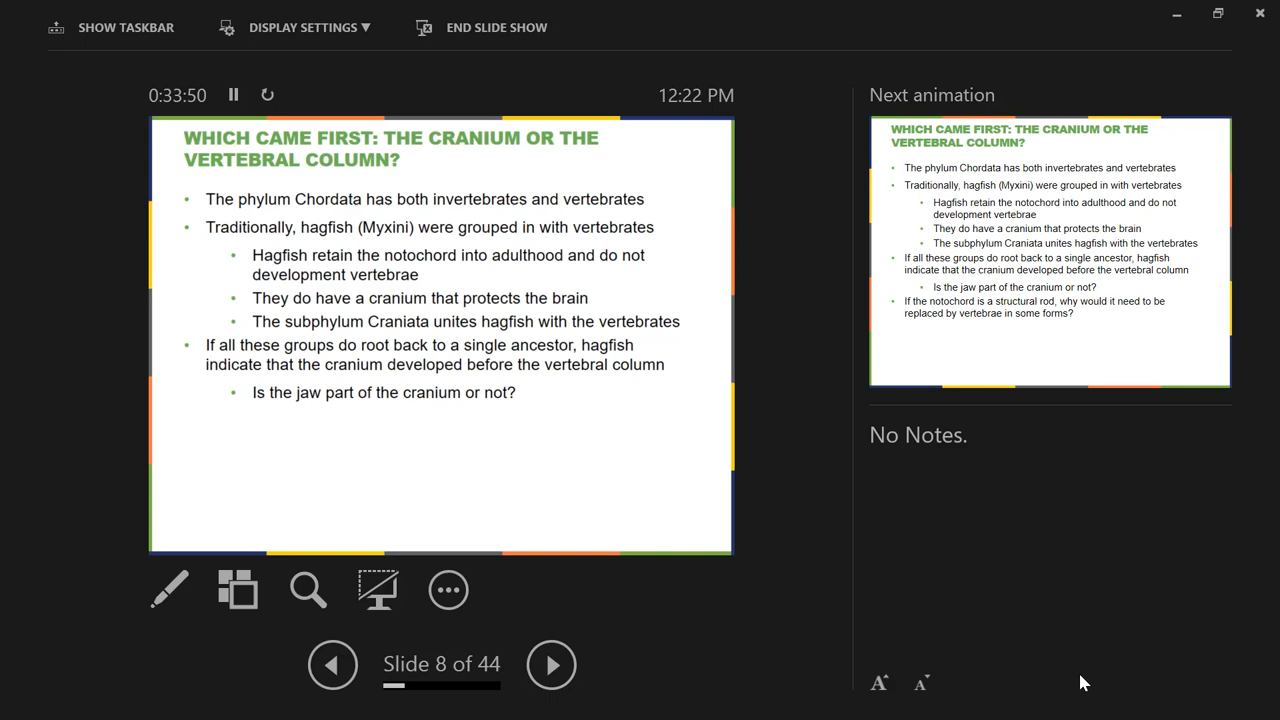 SHOW TASKBAR
DISPLAY SETTINGS ▼
END SLIDE SHOW
0:33:50
12:22 PM
WHICH CAME FIRST: THE CRANIUM OR THE
VERTEBRAL COLUMN?
• The phylum Chordata has both invertebrates and vertebrates
• Traditionally, hagfish (Myxini) were grouped in with vertebrates
• Hagfish retain the notochord into adulthood and do not
development vertebrae
• They do have a cranium that protects the brain
• The subphylum Craniata unites hagfish with the vertebrates
• If all these groups do root back to a single ancestor, hagfish
indicate that the cranium developed before the vertebral column
• Is the jaw part of the cranium or not?
Slide 8 of 44
Next animation
WHICH CAME FIRST: THE CRANIUM OR THE
VERTEBRAL COLUMN?
• The phylum Chordata has both invertebrates and vertebrates
• Traditionally, hagfish (Myxini) were grouped in with vertebrates
• Hagfish retain the notochord into adulthood and do not
development vertebrae
• They do have a cranium that protects the brain
• The subphylum Craniata unites hagfish with the vertebrates
• If all these groups do root back to a single ancestor, hagfish
indicate that the cranium developed before the vertebral column
• Is the jaw part of the cranium or not?
• If the notochord is a structural rod, why would it need to be
replaced by vertebrae in some forms?
No Notes.
A A